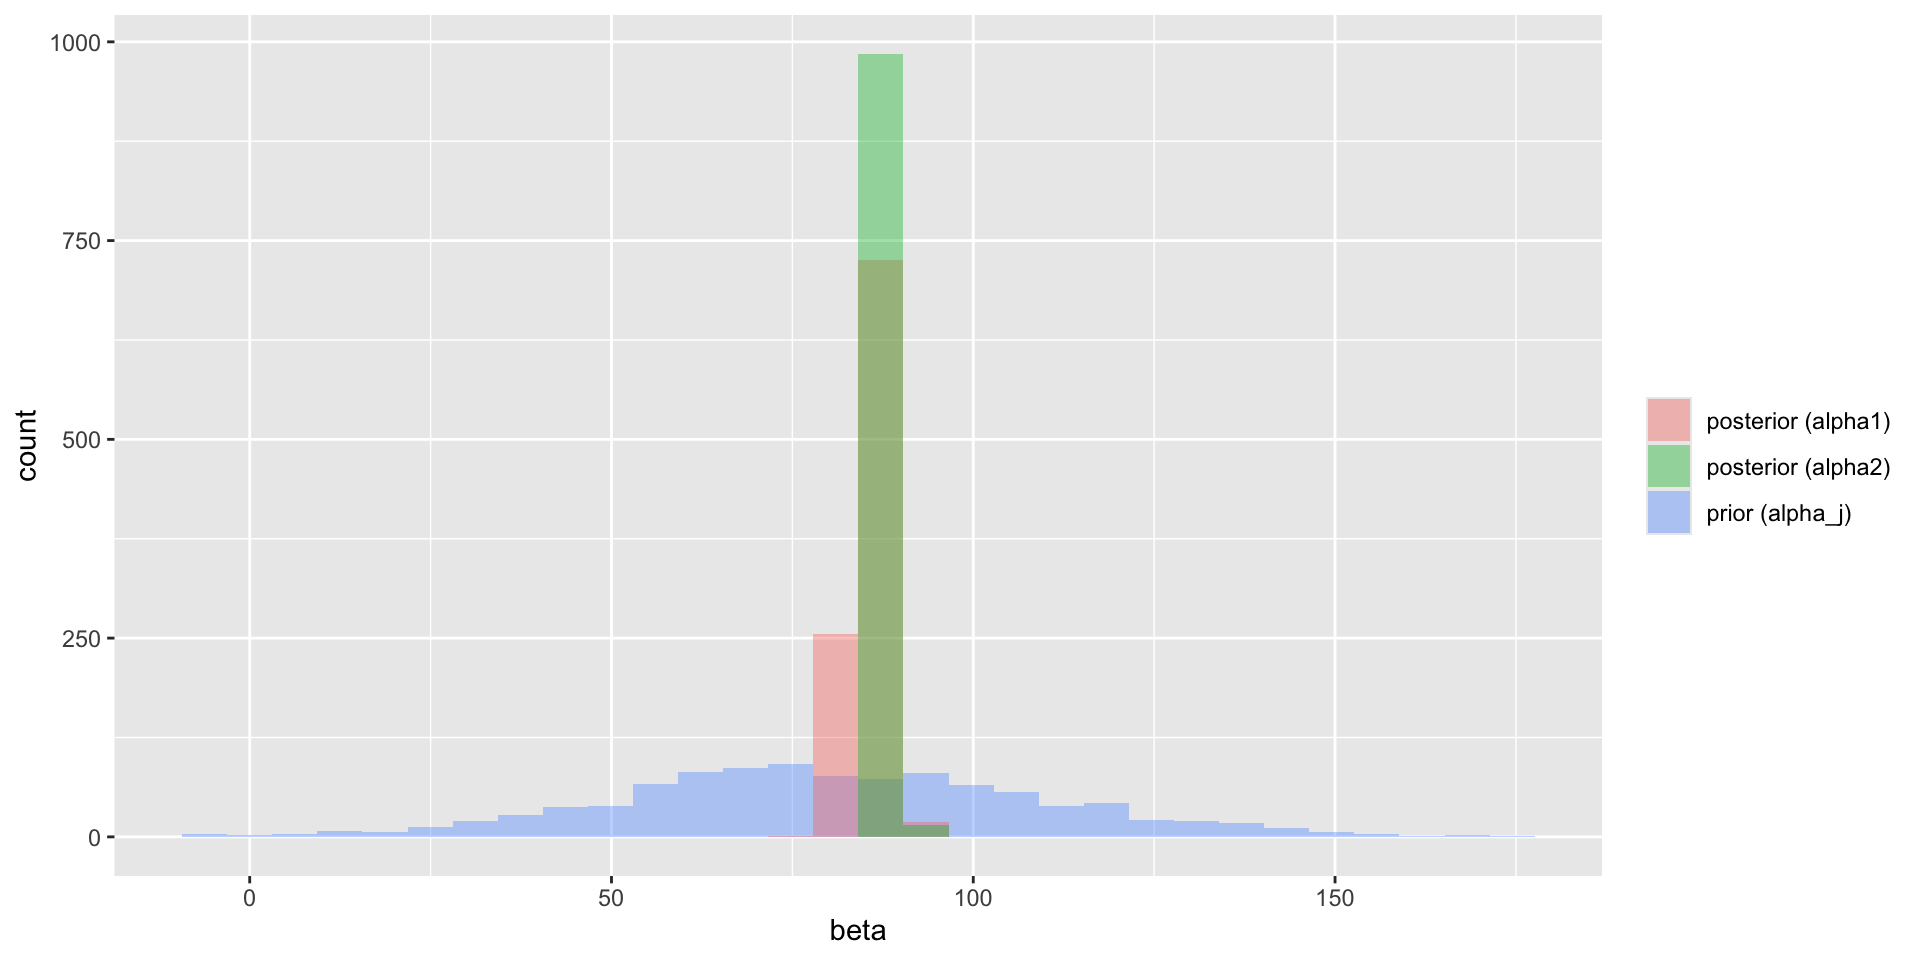 1000
750
500
250
0
count
0 50 100 150
beta
posterior (alpha1)
posterior (alpha2)
prior (alpha_j)